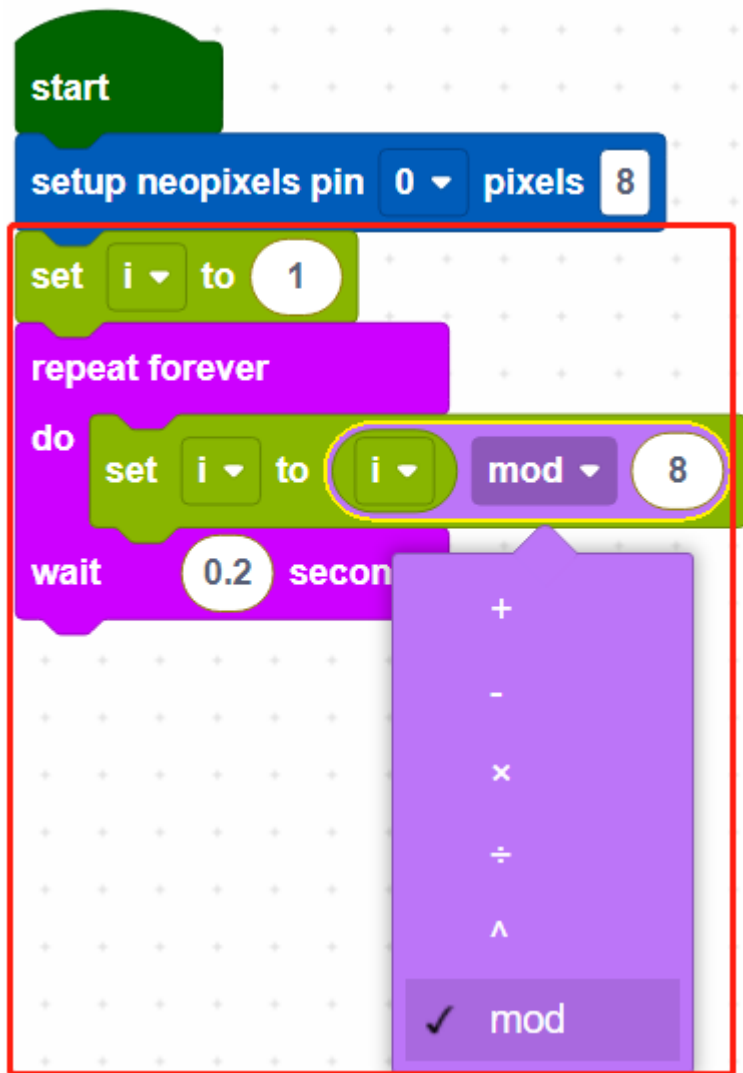 start
setup neopixels pin 0 pixels 8
set i to 1
repeat forever
do
set i to i mod 8
wait 0.2 secon
+
-
×
÷
^
✓ mod